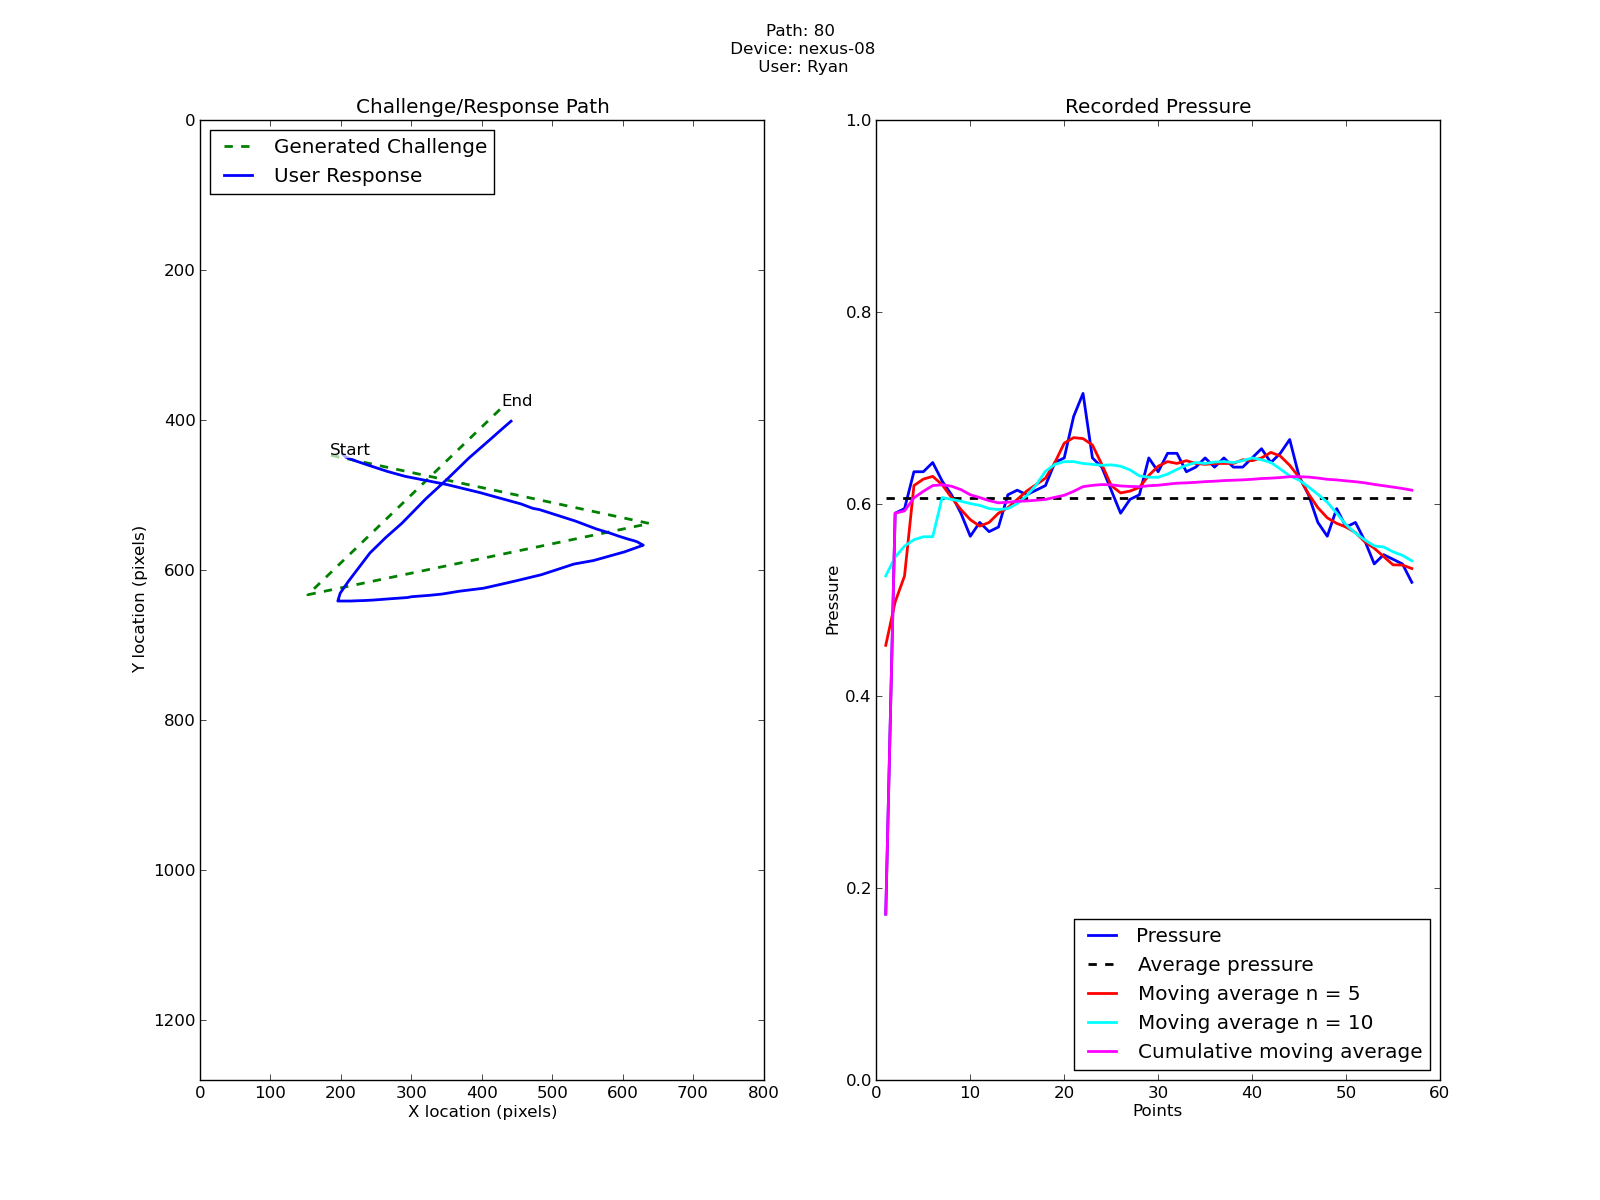 Path: 80
Device: nexus-08
User: Ryan
Challenge/Response Path
Generated Challenge
User Response
Start
End
0
200
400
600
800
1000
1200
Y location (pixels)
0 100 200 300 400 500 600 700 800
X location (pixels)
Recorded Pressure
1.0
0.8
0.6
0.4
0.2
0.0
Pressure
Pressure
Average pressure
Moving average n = 5
Moving average n = 10
Cumulative moving average
0 10 20 30 40 50 60
Points